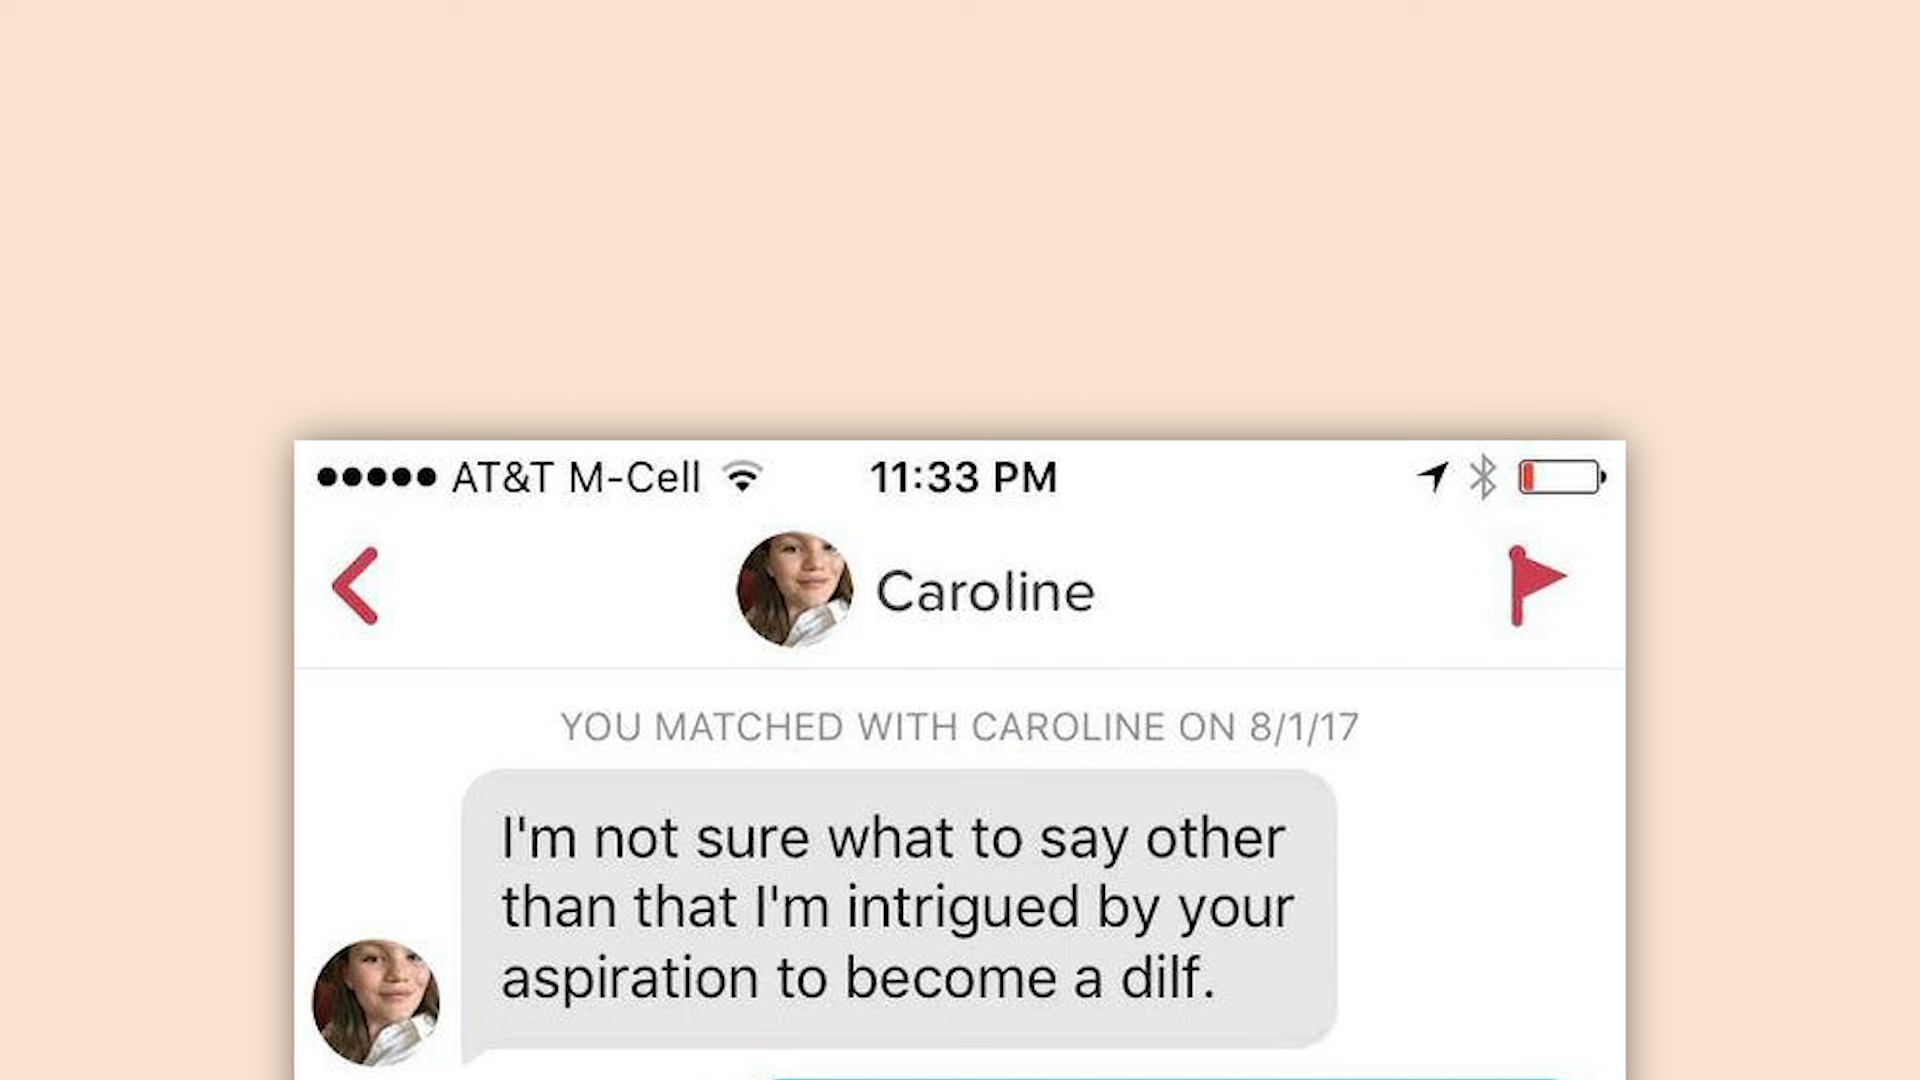 AT&T M-Cell 11:33 PM
Caroline
YOU MATCHED WITH CAROLINE ON 8/1/17
I'm not sure what to say other
than that I'm intrigued by your
aspiration to become a dilf.